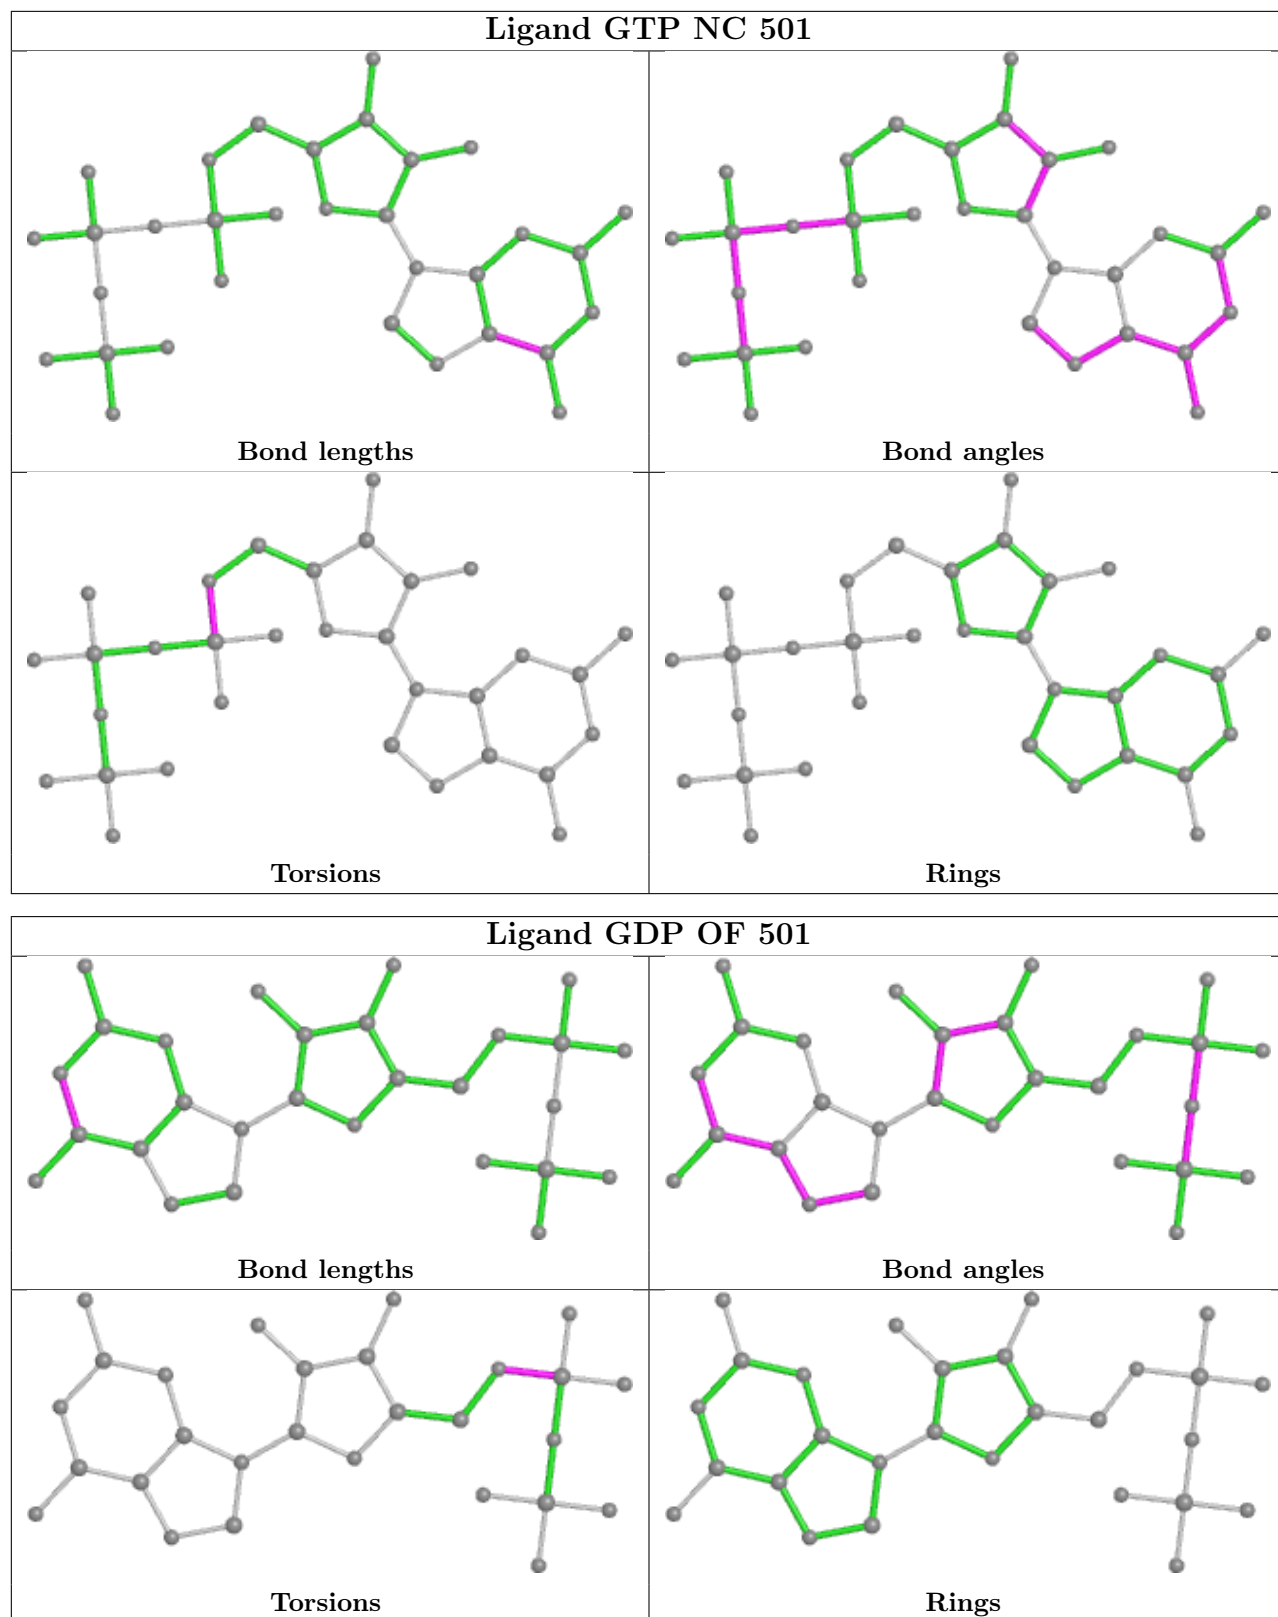 Ligand GTP NC 501
Bond lengths
Bond angles
Torsions
Rings
Ligand GDP OF 501
Bond lengths
Bond angles
Torsions
Rings